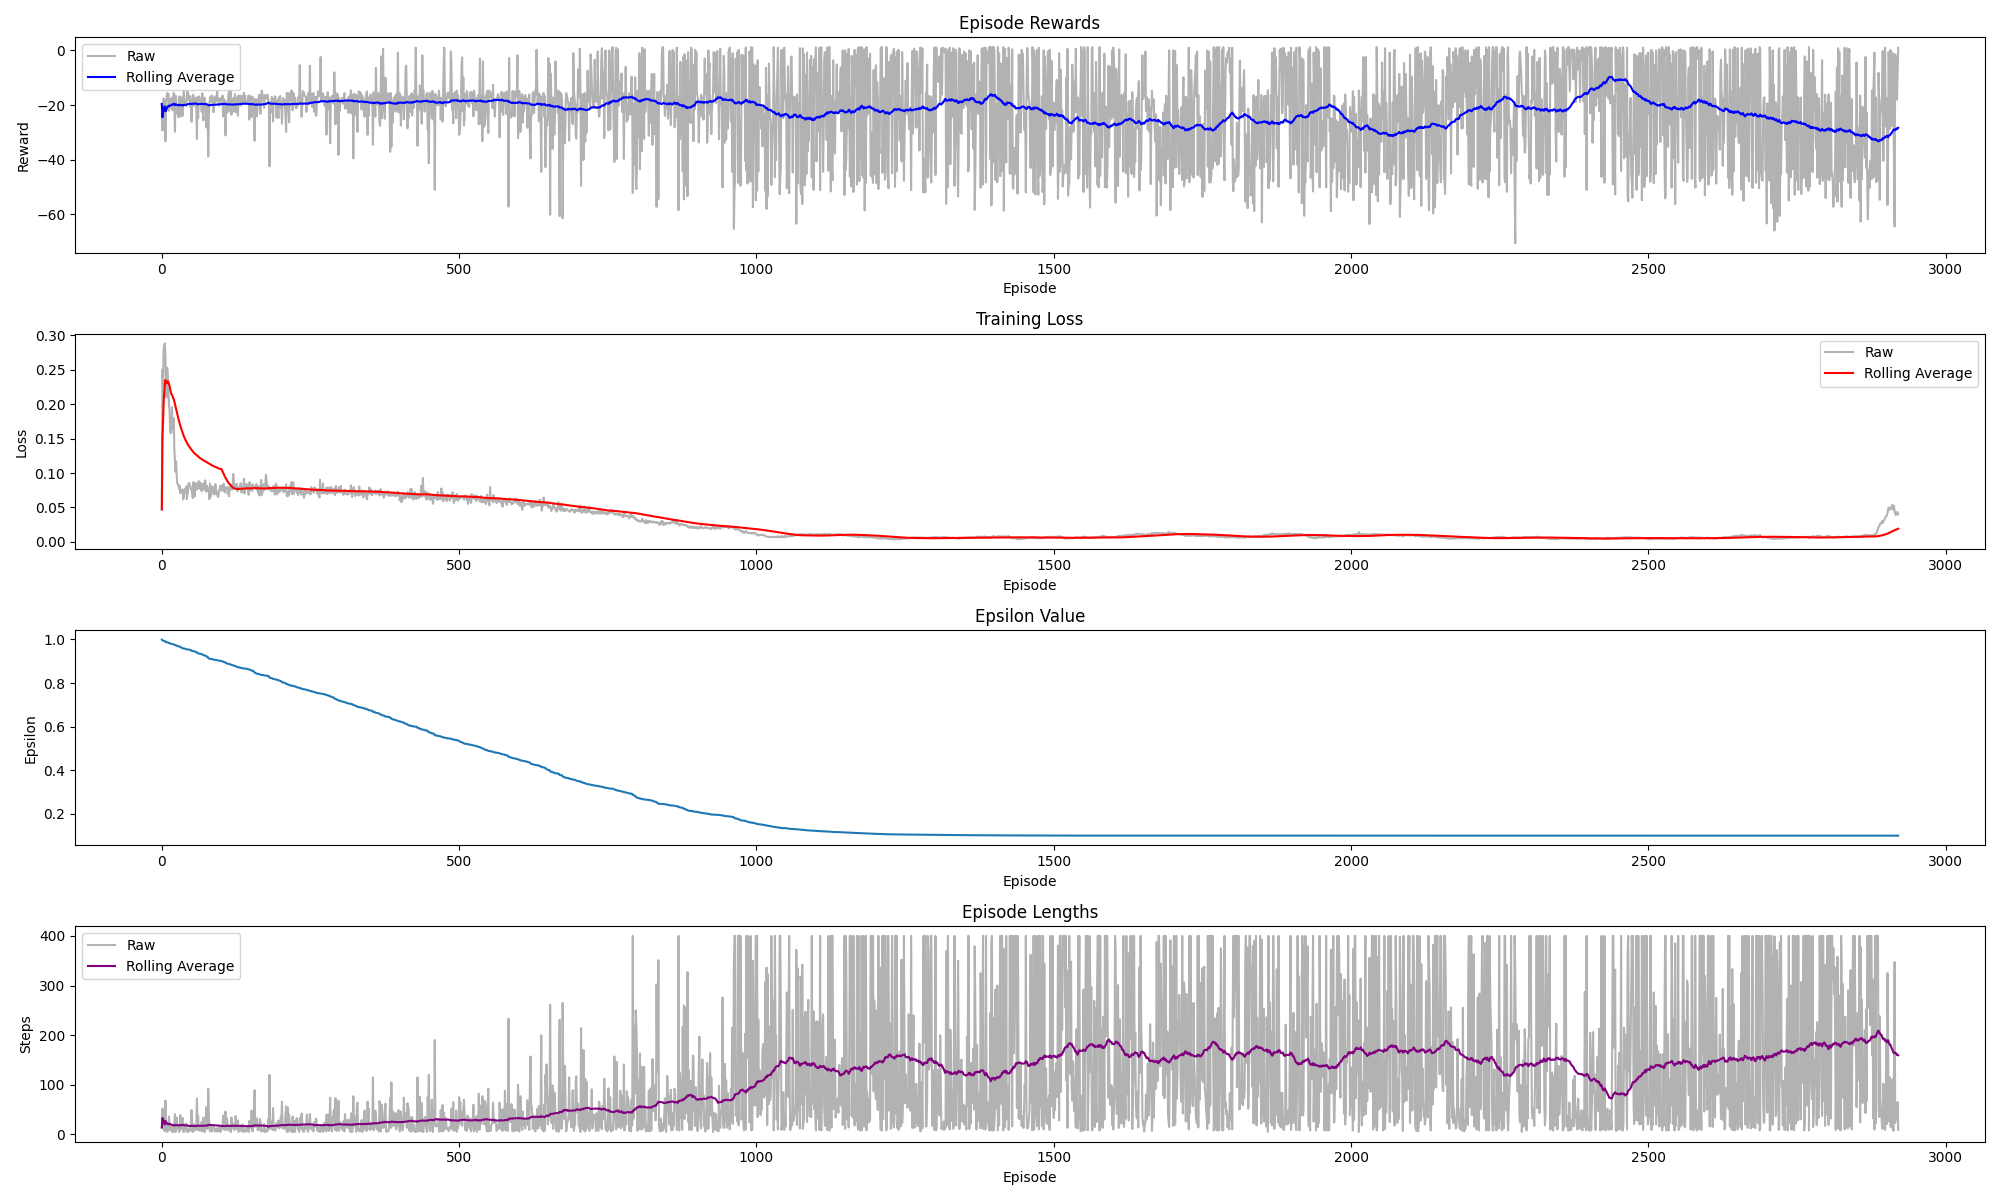 Episode Rewards
Raw
Rolling Average
Reward
0
−20
−40
−60
0 500 1000 1500 2000 2500 3000
Episode
Training Loss
Raw
Rolling Average
Loss
0.30
0.25
0.20
0.15
0.10
0.05
0.00
0 500 1000 1500 2000 2500 3000
Episode
Epsilon Value
Epsilon
1.0
0.8
0.6
0.4
0.2
0 500 1000 1500 2000 2500 3000
Episode
Episode Lengths
Raw
Rolling Average
Steps
400
300
200
100
0
0 500 1000 1500 2000 2500 3000
Episode